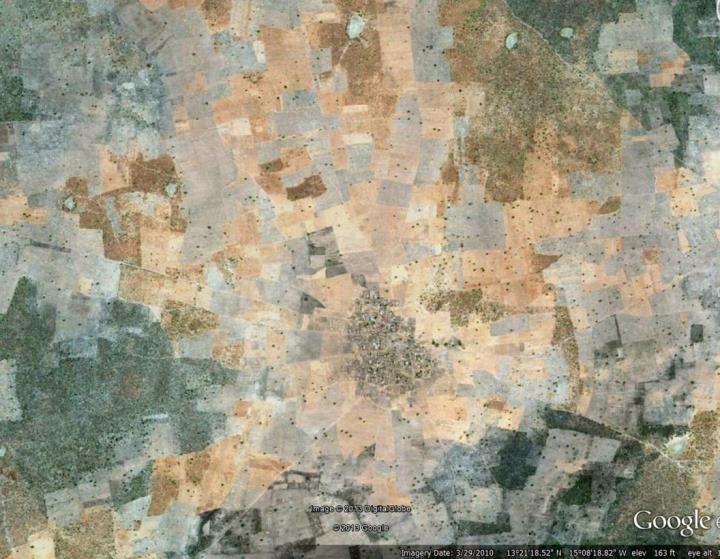 Image © 2013 DigitalGlobe
© 2013 Google
Google e
Imagery Date: 3/29/2010 13°21'18.52" N 15°08'18.82" W elev 163 ft eye alt